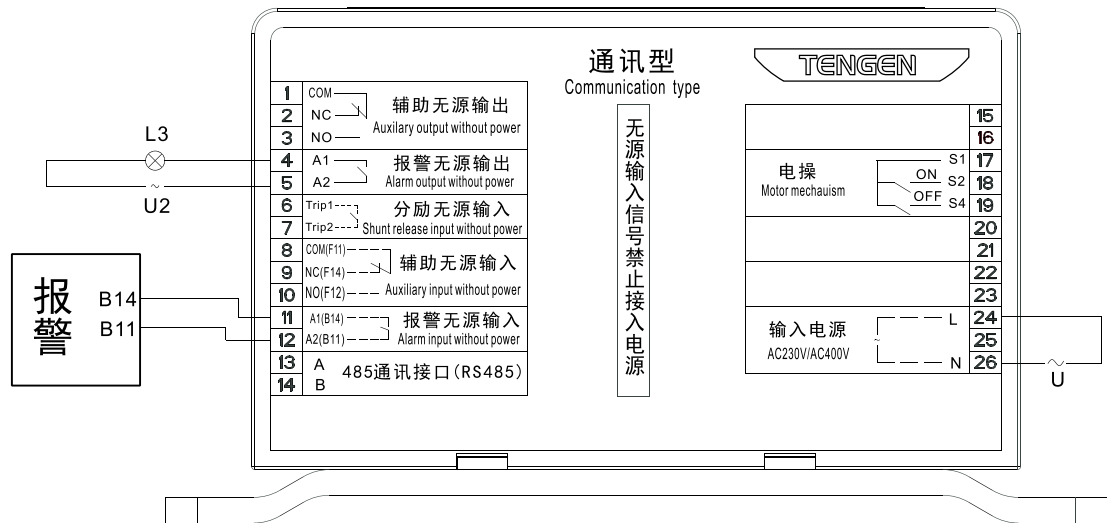 通讯型
Communication type
TENGEN
1 COM
2 NC
3 NO
辅助无源输出
Auxilary output without power
4 A1
5 A2
报警无源输出
Alarm output without power
6 Trip1
7 Trip2
分励无源输入
Shunt release input without power
8 COM(F11)
9 NC(F14)
10 NO(F12)
辅助无源输入
Auxiliary input without power
11 A1(B14)
12 A2(B11)
报警无源输入
Alarm input without power
13 A
14 B
485通讯接口(RS485)
L3
~
U2
报警
B14
B11
无源输入信号禁止接入电源
15
16
电操
Motor mechauism
S1 17
ON S2 18
OFF S4 19
20
21
22
23
输入电源
AC230V/AC400V
~
L 24
25
N 26
~
U